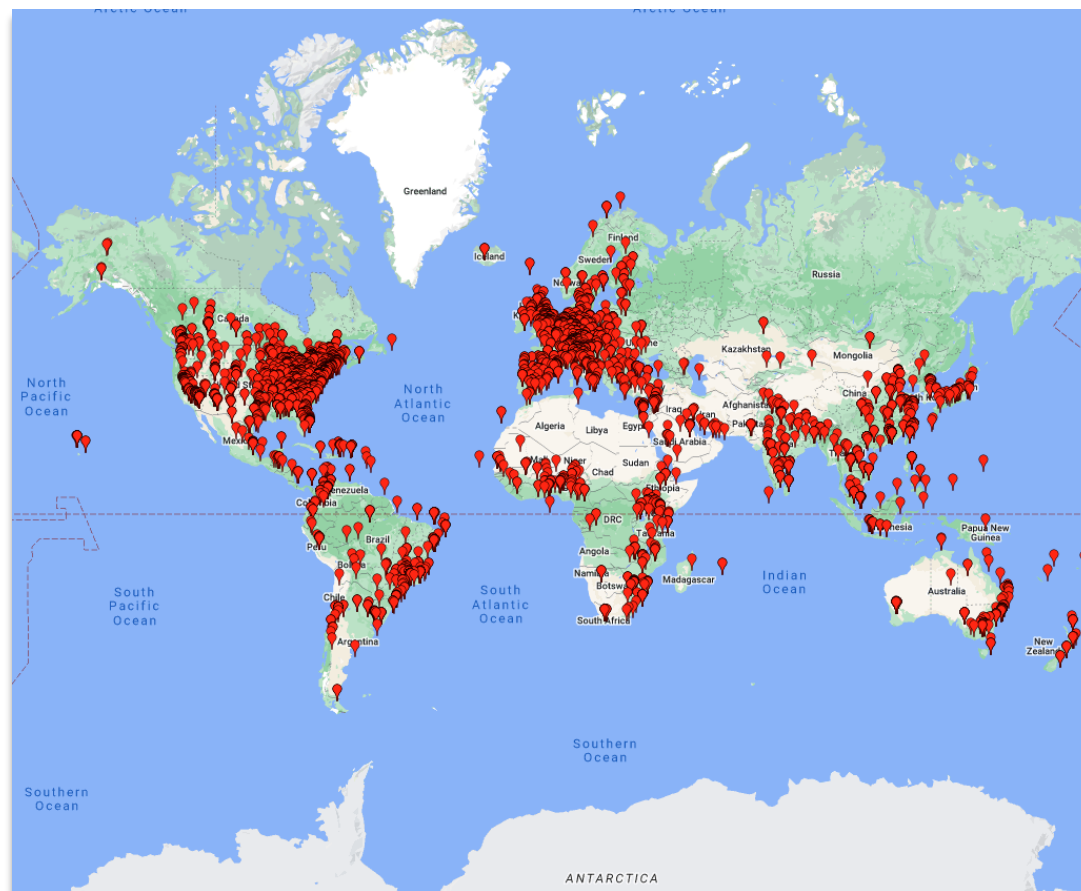 Arctic Ocean
Arctic Ocean
Greenland
Iceland
Finland
Sweden
Russia
Canada
Kazakhstan
Mongolia
North
Pacific
Ocean
North
Atlantic
Ocean
China
Afghanistan
Iraq
Iran
Algeria
Libya
Egypt
Saudi Arabia
Mexico
Niger
Chad
Sudan
Ethiopia
Venezuela
Colombia
DRC
Tanzania
Papua New
Guinea
Peru
Brazil
Angola
Namibia
Botswana
Madagascar
Indian
Ocean
Australia
South
Pacific
Ocean
Chile
South
Atlantic
Ocean
South Africa
Argentina
New
Zealand
Southern
Ocean
Southern
Ocean
ANTARCTICA